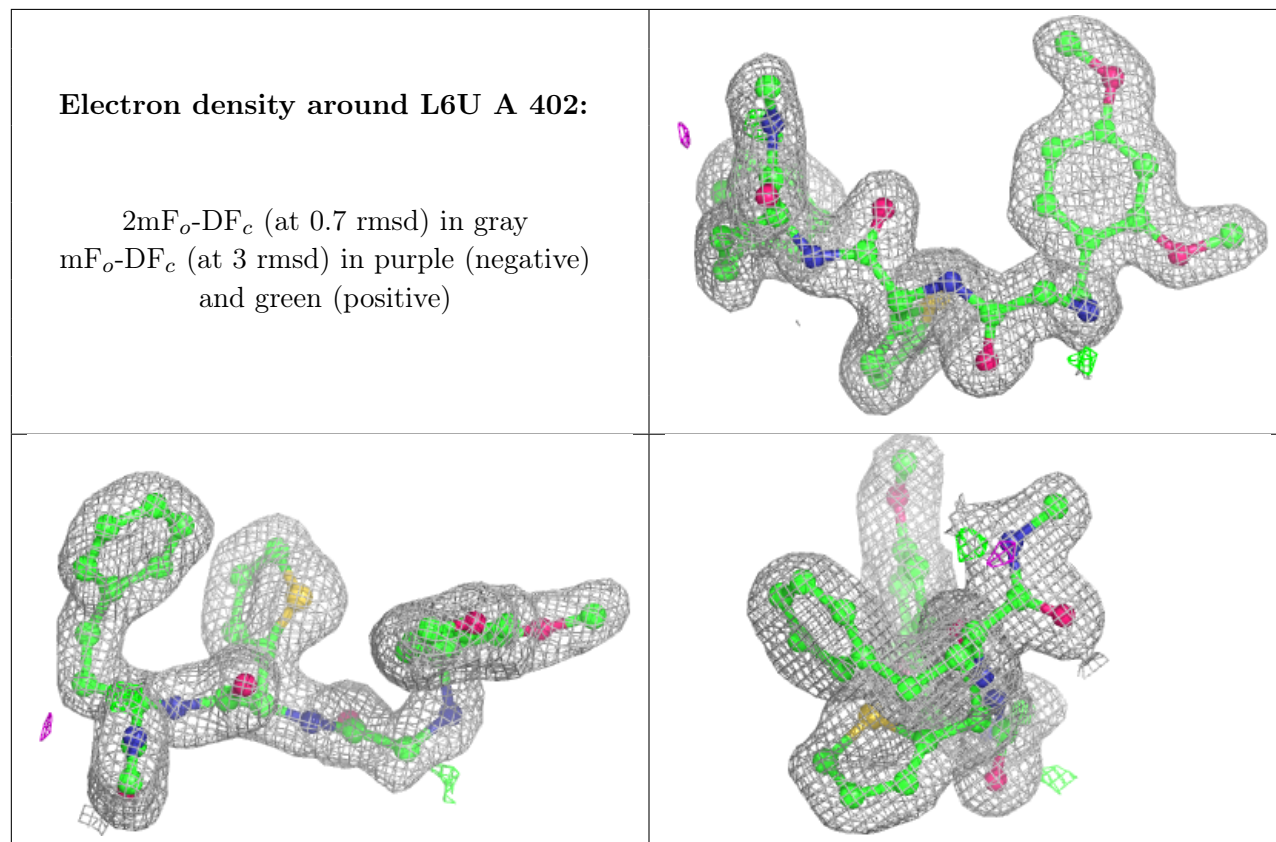 Electron density around L6U A 402:
2mFₒ-DF𝒸 (at 0.7 rmsd) in gray
mFₒ-DF𝒸 (at 3 rmsd) in purple (negative)
and green (positive)